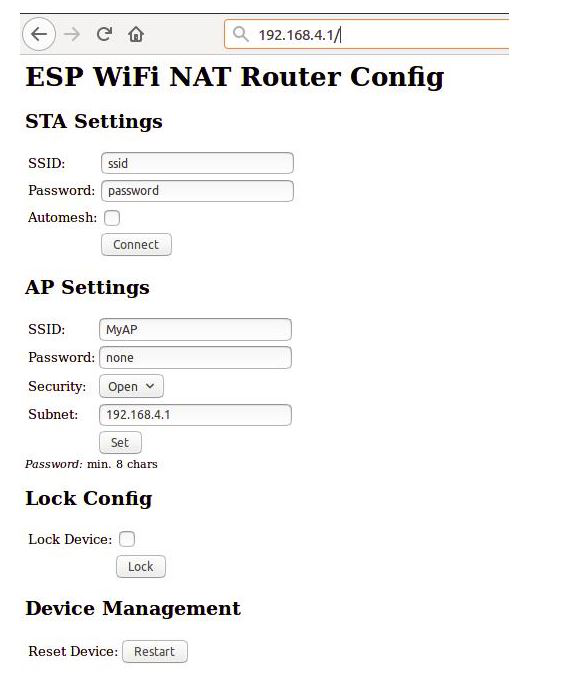 192.168.4.1/
ESP WiFi NAT Router Config
STA Settings
SSID: ssid
Password: password
Automesh:
Connect
AP Settings
SSID: MyAP
Password: none
Security: Open
Subnet: 192.168.4.1
Set
Password: min. 8 chars
Lock Config
Lock Device:
Lock
Device Management
Reset Device: Restart